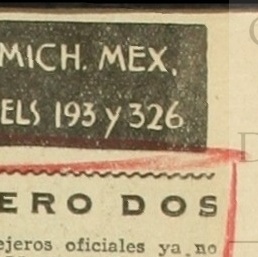 MICH. MEX.
ELS 193 y 326
ERO DOS
ejeros oficiales ya no